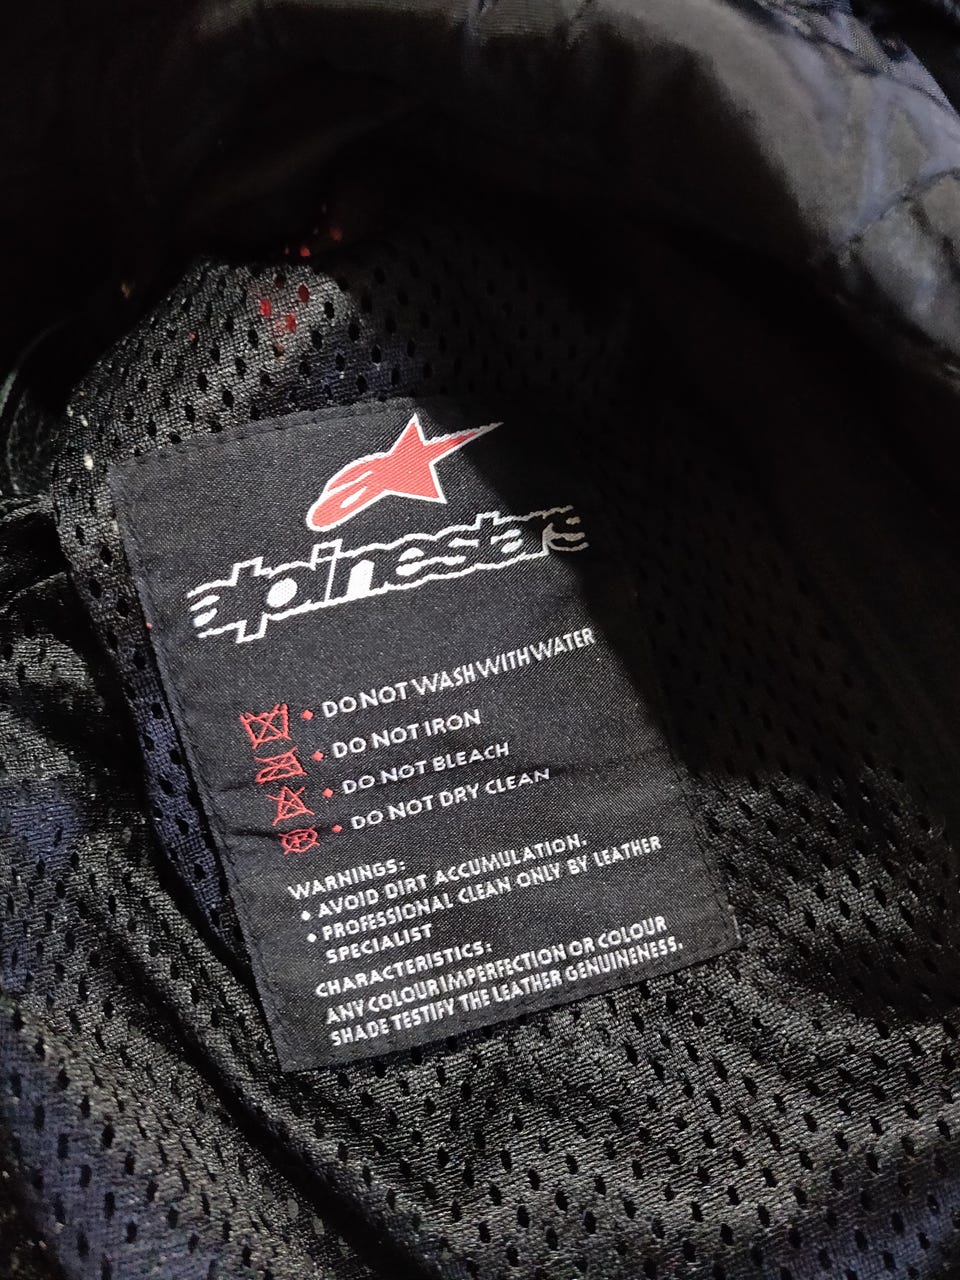 alpinestars
• DO NOT WASH WITH WATER
• DO NOT IRON
• DO NOT BLEACH
• DO NOT DRY CLEAN
WARNINGS:
• AVOID DIRT ACCUMULATION.
• PROFESSIONAL CLEAN ONLY BY LEATHER
SPECIALIST
CHARACTERISTICS:
ANY COLOUR IMPERFECTION OR COLOUR
SHADE TESTIFY THE LEATHER GENUINENESS.